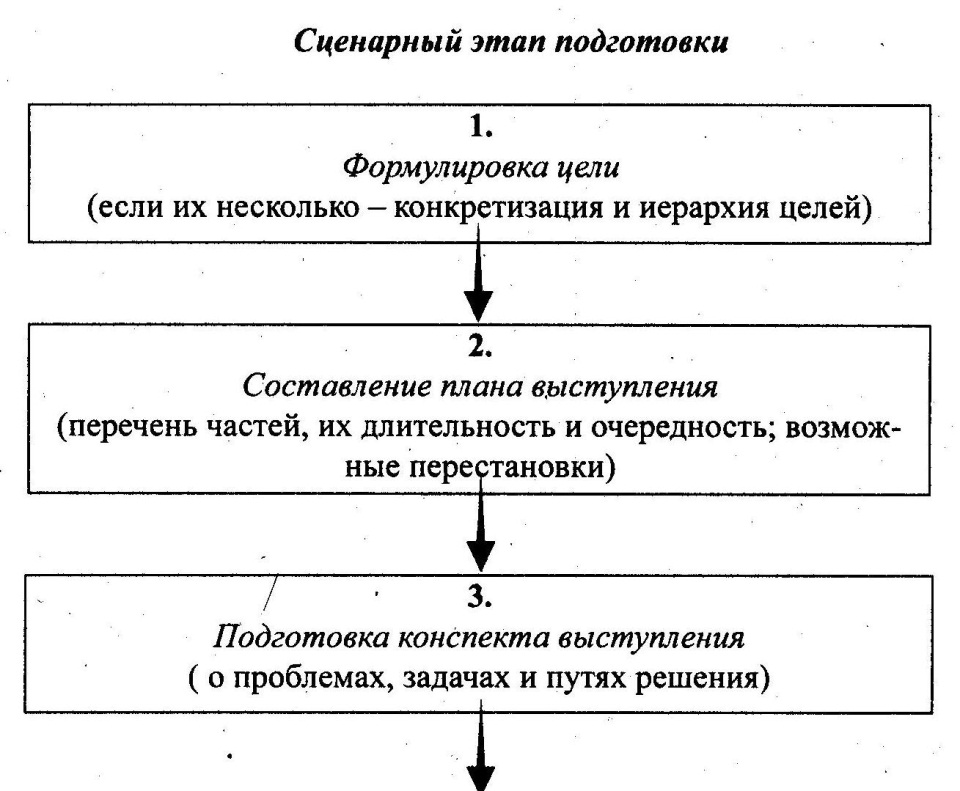 Сценарный этап подготовки
1.
Формулировка цели
(если их несколько – конкретизация и иерархия целей)
2.
Составление плана выступления
(перечень частей, их длительность и очередность; возмож-
ные перестановки)
3.
Подготовка конспекта выступления
( о проблемах, задачах и путях решения)